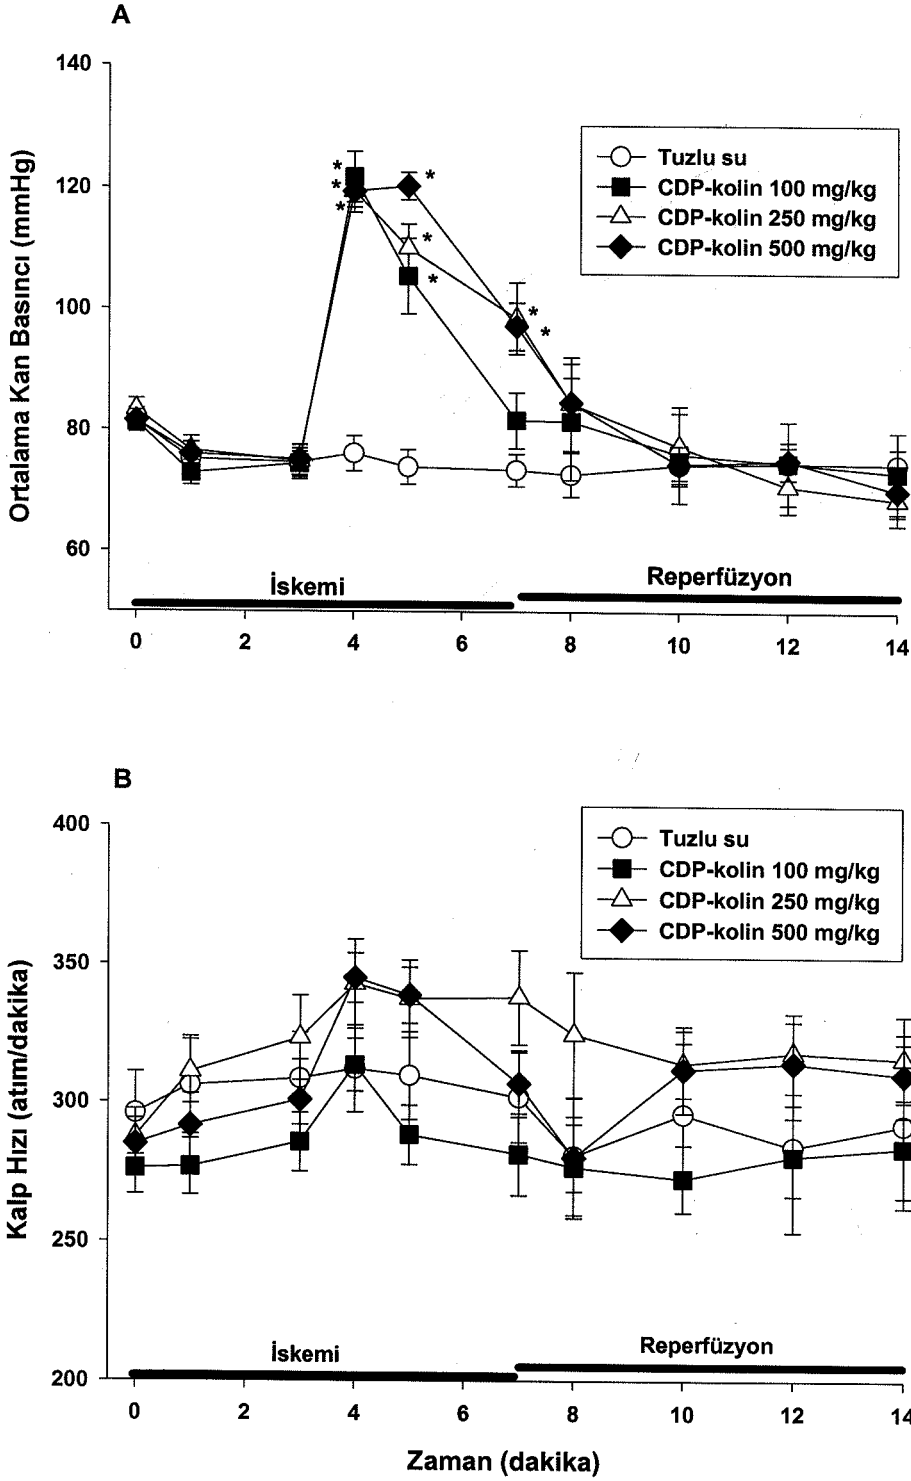 A
Ortalama Kan Basıncı (mmHg)
140
120
100
80
60
Tuzlu su
CDP-kolin 100 mg/kg
CDP-kolin 250 mg/kg
CDP-kolin 500 mg/kg
*
*
*
*
*
*
*
*
İskemi
Reperfüzyon
0 2 4 6 8 10 12 14
B
Kalp Hızı (atım/dakika)
400
350
300
250
200
Tuzlu su
CDP-kolin 100 mg/kg
CDP-kolin 250 mg/kg
CDP-kolin 500 mg/kg
İskemi
Reperfüzyon
0 2 4 6 8 10 12 14
Zaman (dakika)